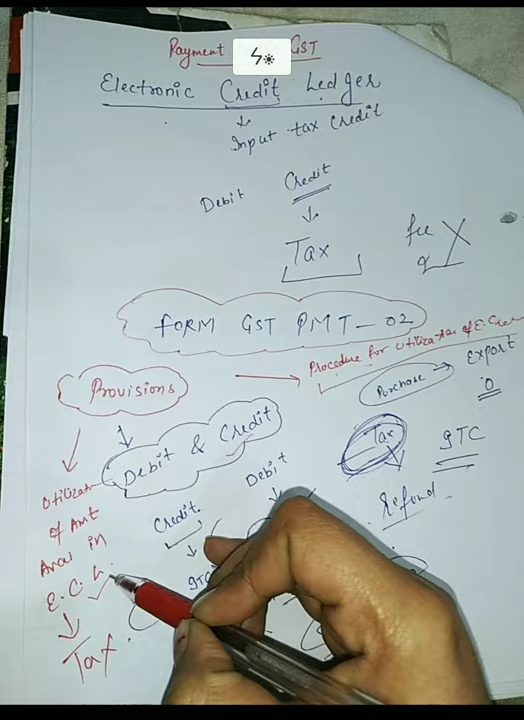 Payment GST
Electronic Credit Ledger
Input tax credit
Debit Credit
Tax
fee
FORM GST PMT-02
Procedure for utilization of E.Cre
Provisions
Purchase → Export
0
Debit & Credit
Tax
ITC
Utilization
of Amt
in
E.C.L.
Tax
Credit
Debit
ITC
Refund